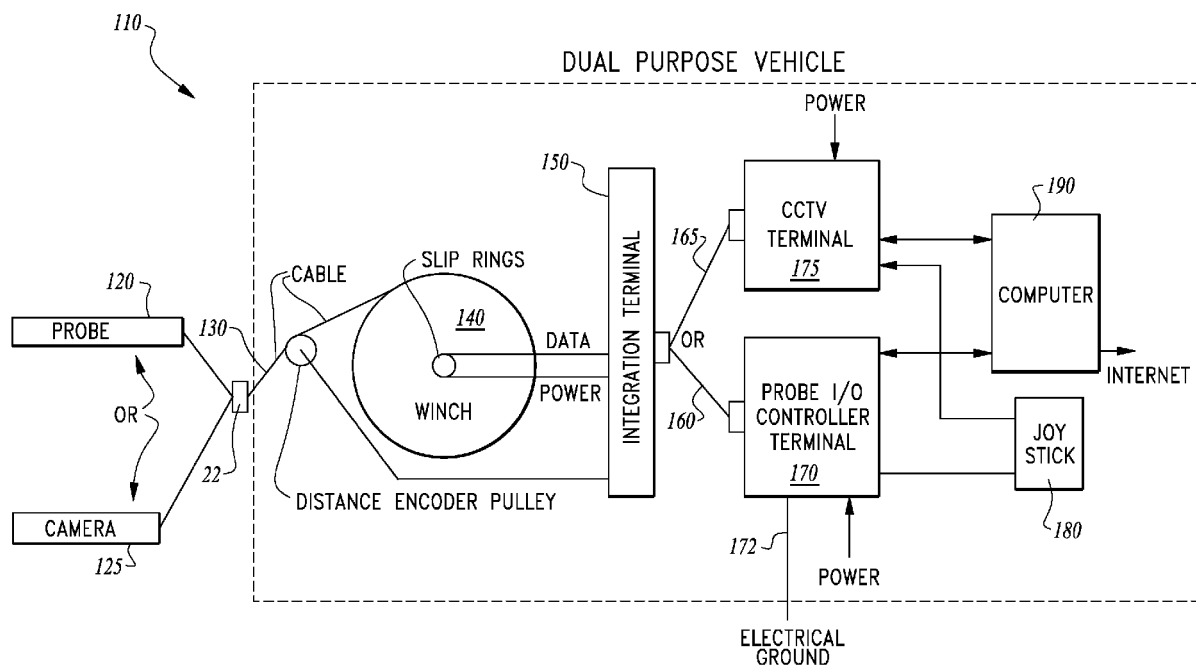 110
DUAL PURPOSE VEHICLE
POWER
150
190
CCTV
TERMINAL
175
165
SLIP RINGS
CABLE
120
PROBE
130
140
DATA
POWER
WINCH
INTEGRATION TERMINAL
OR
COMPUTER
INTERNET
PROBE I/O
CONTROLLER
TERMINAL
170
160
OR
22
JOY
STICK
180
DISTANCE ENCODER PULLEY
CAMERA
125
172
POWER
ELECTRICAL
GROUND